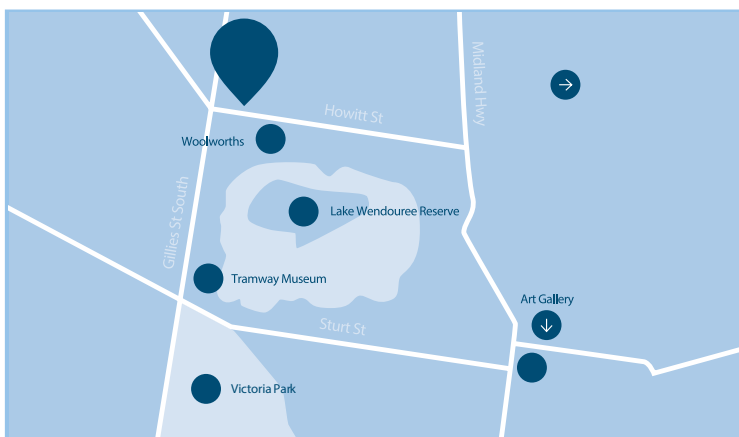 Howitt St
Midland Hwy
Woolworths
Gillies St South
Lake Wendouree Reserve
Tramway Museum
Art Gallery
Sturt St
Victoria Park